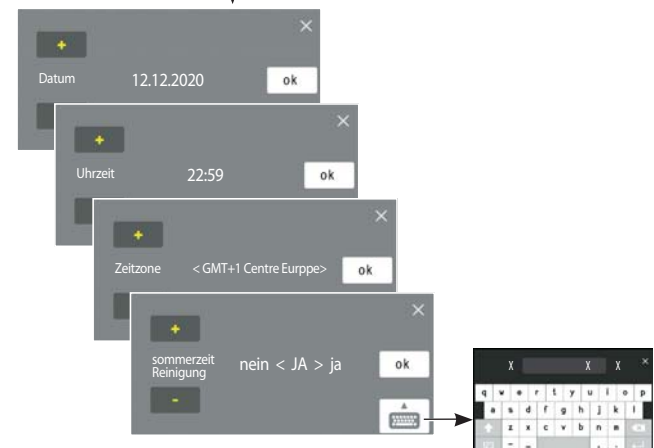 ×
+
Datum 12.12.2020 ok
×
+
Uhrzeit 22:59 ok
×
+
Zeitzone < GMT+1 Centre Eurppe> ok
×
+
sommerzeit
Reinigung nein < JA > ja ok
-
X X X ×
q w e r t y u i o p
a s d f g h j k l
z x c v b n m